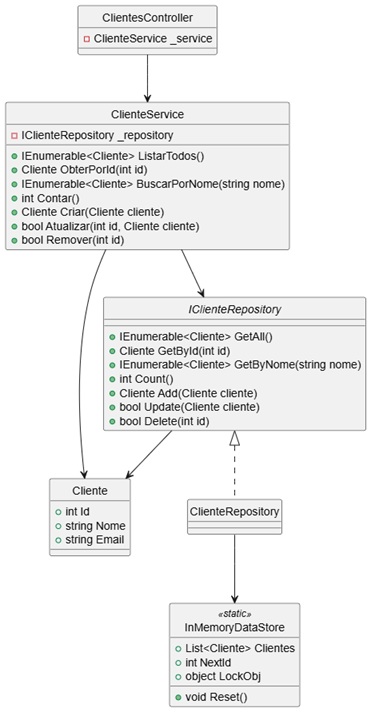 ClientesController
ClienteService _service
ClienteService
IClienteRepository _repository
IEnumerable<Cliente> ListarTodos()
Cliente ObterPorId(int id)
IEnumerable<Cliente> BuscarPorNome(string nome)
int Contar()
Cliente Criar(Cliente cliente)
bool Atualizar(int id, Cliente cliente)
bool Remover(int id)
IClienteRepository
IEnumerable<Cliente> GetAll()
Cliente GetById(int id)
IEnumerable<Cliente> GetByNome(string nome)
int Count()
Cliente Add(Cliente cliente)
bool Update(Cliente cliente)
bool Delete(int id)
Cliente
int Id
string Nome
string Email
ClienteRepository
«static»
InMemoryDataStore
List<Cliente> Clientes
int NextId
object LockObj
void Reset()